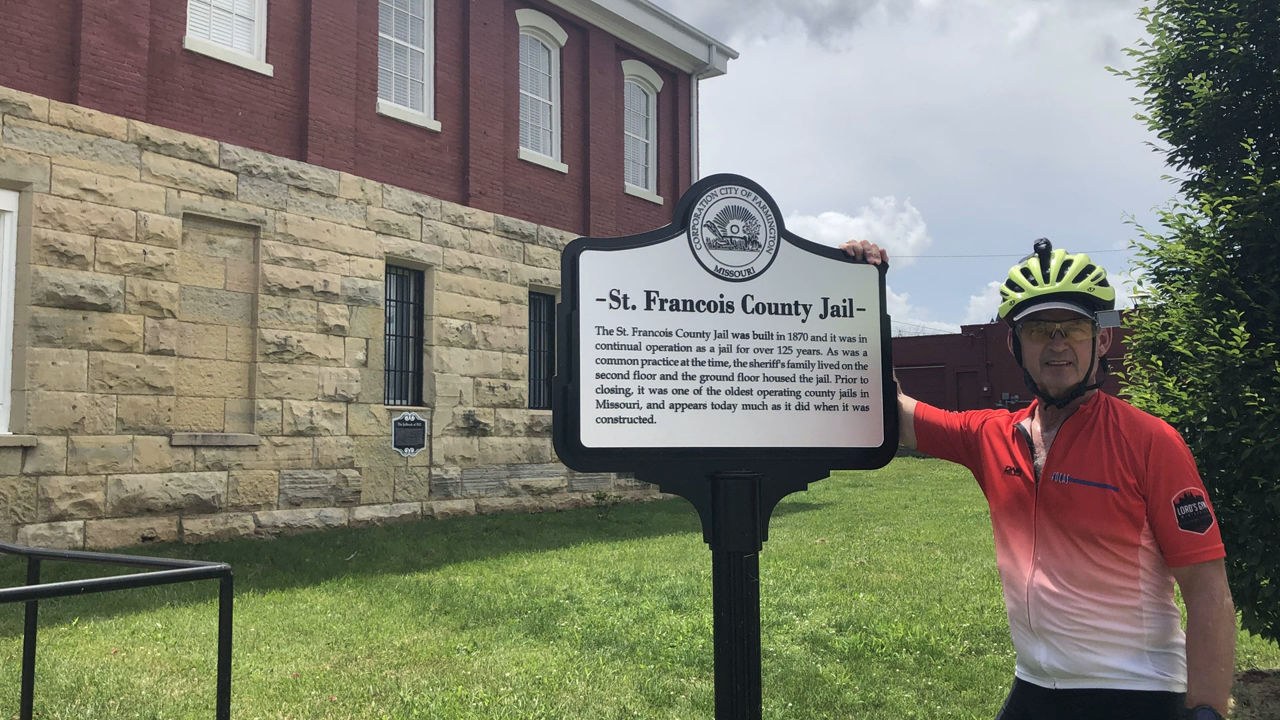 CORPORATION CITY OF FARMINGTON
MISSOURI
-St. Francois County Jail-
The St. Francois County Jail was built in 1870 and it was in
continual operation as a jail for over 125 years. As was a
common practice at the time, the sheriff's family lived on the
second floor and the ground floor housed the jail. Prior to
closing, it was one of the oldest operating county jails in
Missouri, and appears today much as it did when it was
constructed.
LORD'S GYM